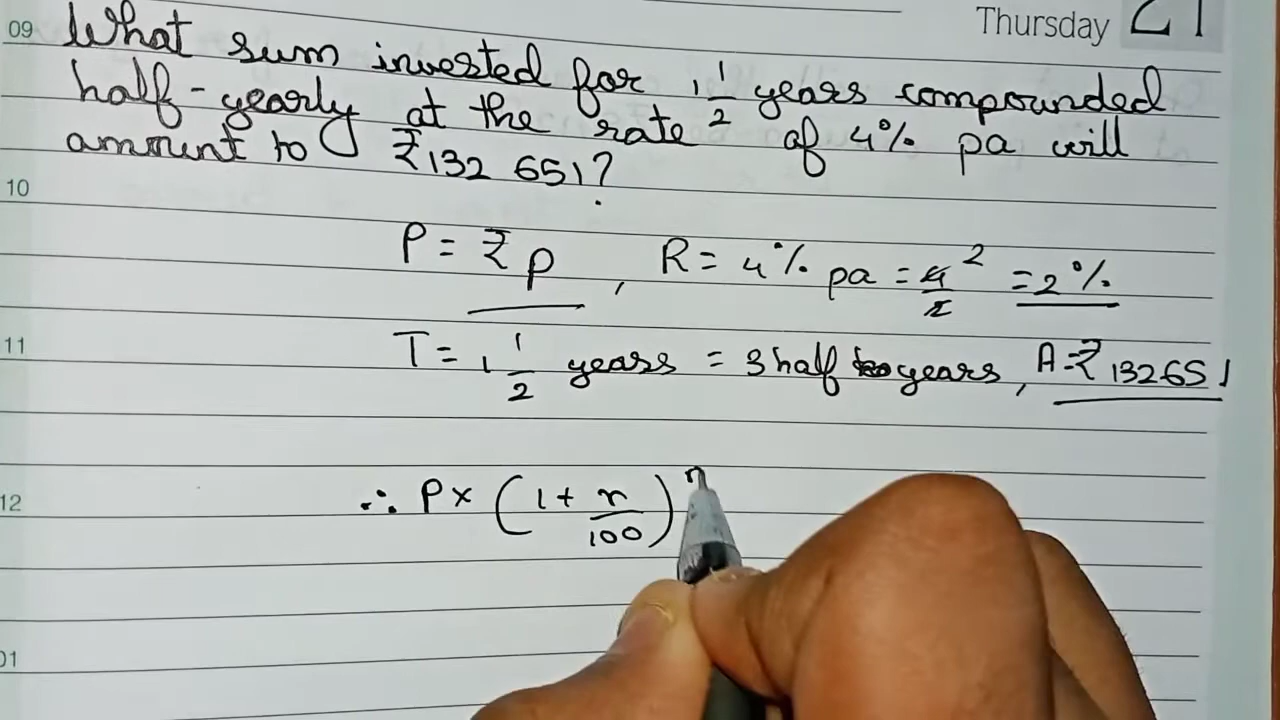 Thursday 21
09 What sum invested for 1 1/2 years compounded
half-yearly at the rate of 4% pa will
amount to ₹132 651?
10
P = ₹ p , R = 4% pa = 4/2 2 = 2%
11 T = 1 1/2 years = 3 half years, A = ₹132651
12 ∴ P × (1 + r/100)^n
01